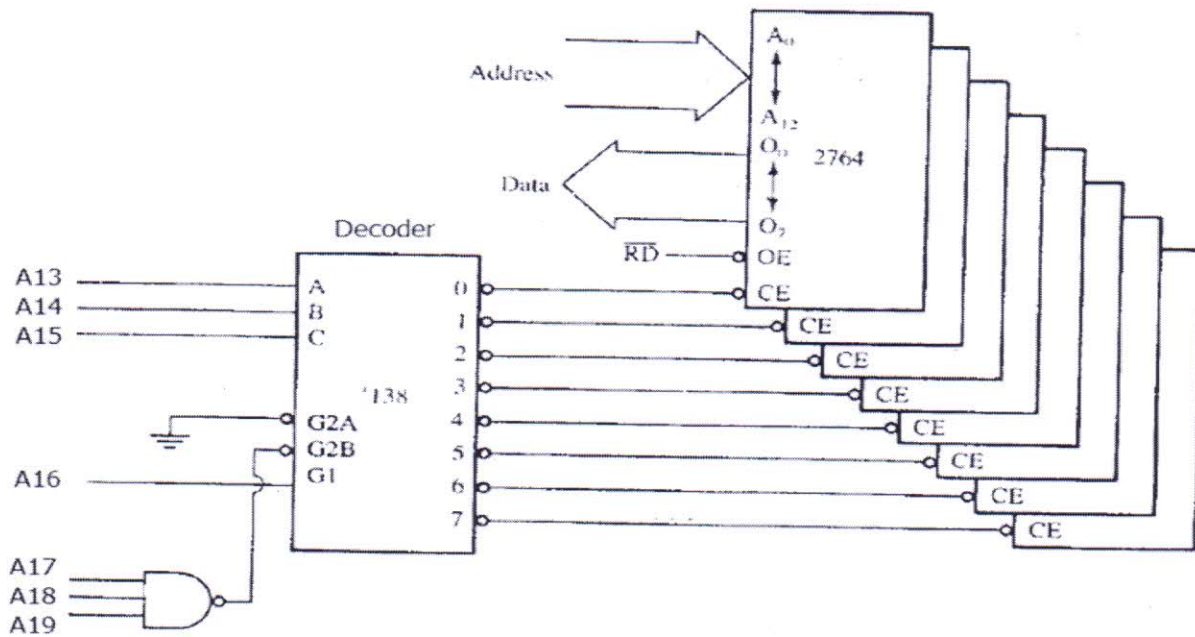 A₀
Address
A₁₂
O₀
2764
Data
O₇
Decoder
RD
OE
A13
A
0
CE
A14
B
1
CE
A15
C
2
CE
'138
3
CE
G2A
4
CE
G2B
5
CE
A16
G1
6
CE
7
CE
A17
A18
A19